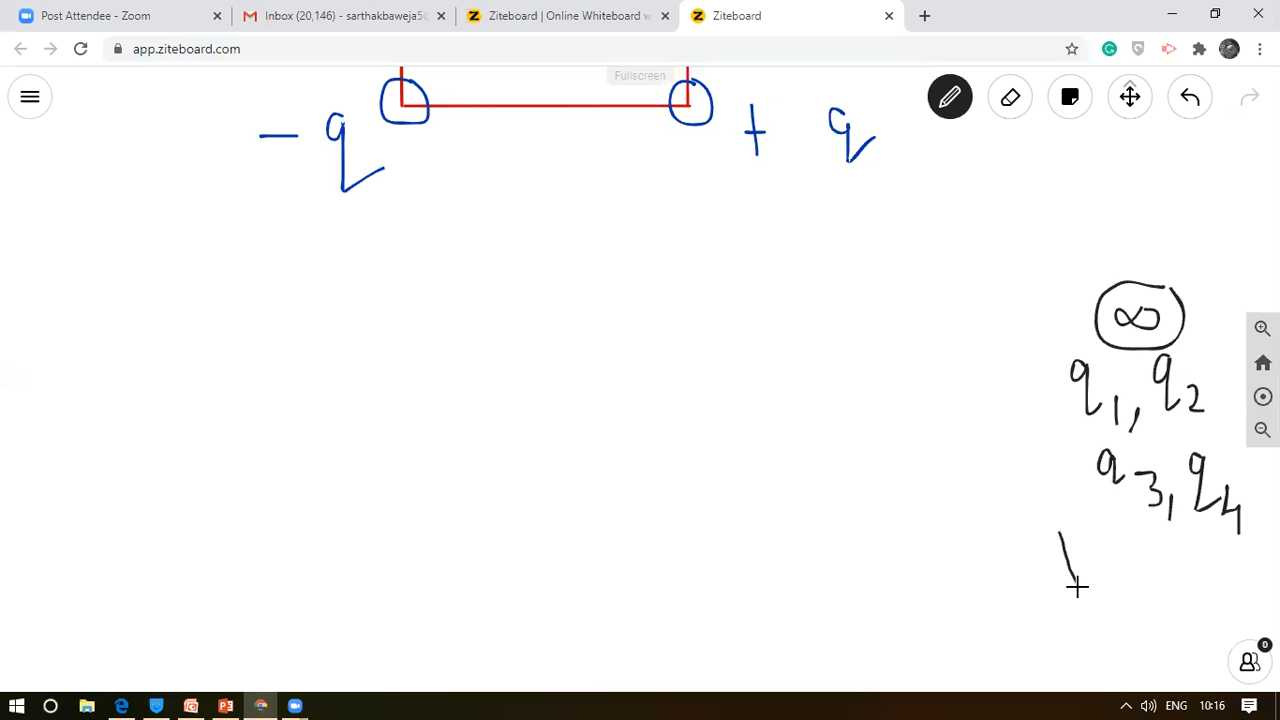 Post Attendee - Zoom
Inbox (20,146) - sarthakbaweja5
Ziteboard | Online Whiteboard w
Ziteboard
app.ziteboard.com
Fullscreen
- q + q
∞
q1, q2
q3, q4
0
ENG 10:16